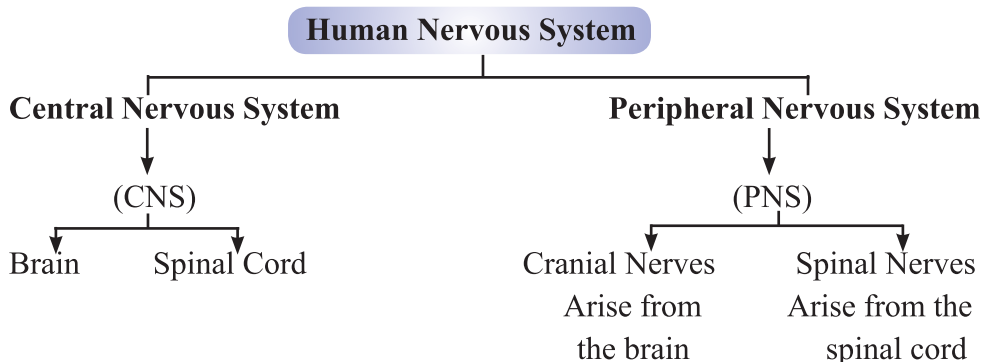 Human Nervous System
Central Nervous System
Peripheral Nervous System
(CNS)
(PNS)
Brain
Spinal Cord
Cranial Nerves
Arise from
the brain
Spinal Nerves
Arise from the
spinal cord